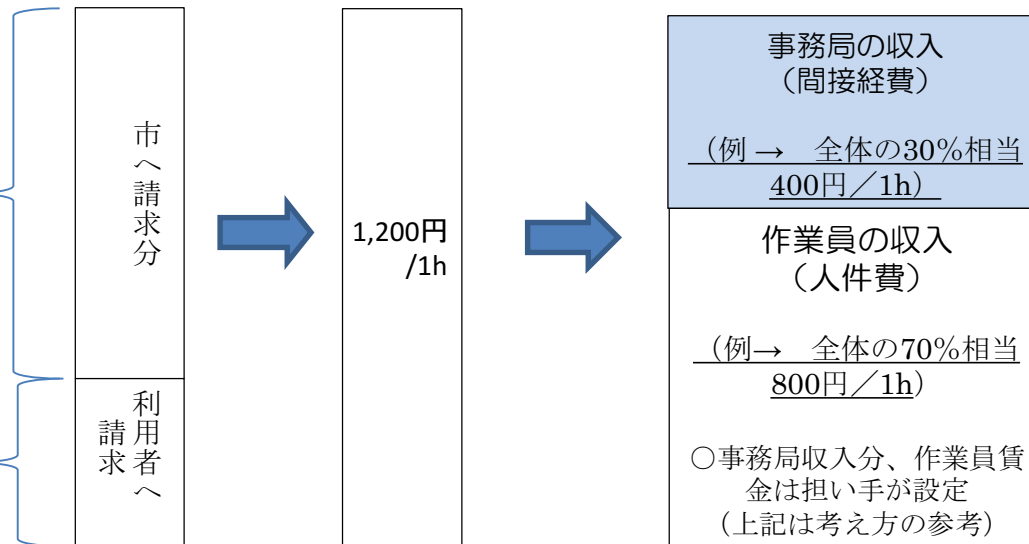 市へ請求分
利用者へ
請求
1,200円
/1h
事務局の収入
（間接経費）
（例 →　全体の30％相当
400円／1h）
作業員の収入
（人件費）
（例→　全体の70％相当
800円／1h）
○事務局収入分、作業員賃
金は担い手が設定
（上記は考え方の参考）